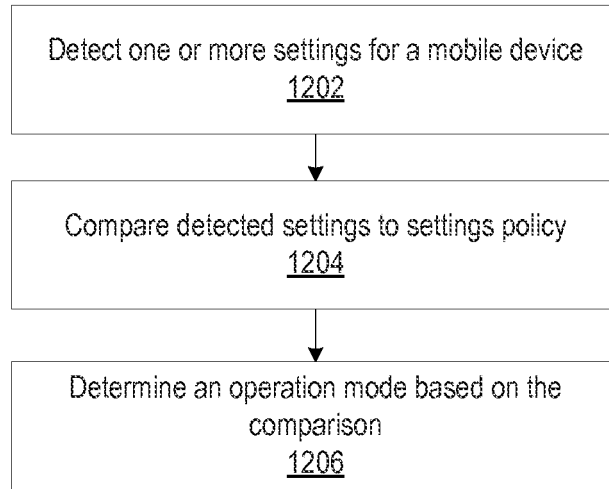 Detect one or more settings for a mobile device
1202
Compare detected settings to settings policy
1204
Determine an operation mode based on the
comparison
1206